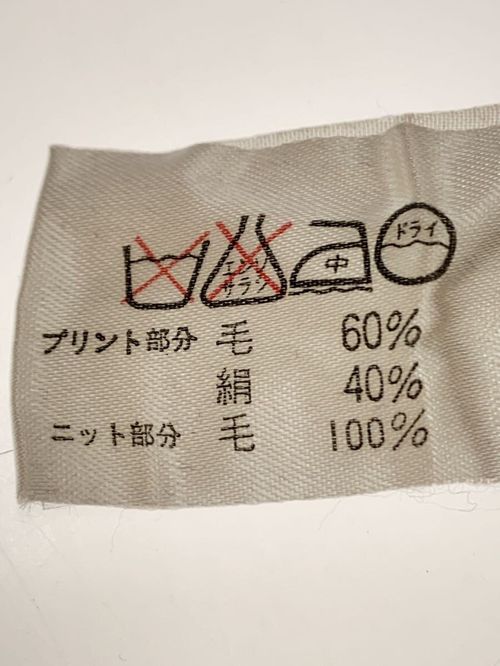 エンソ サラシ
中
ドライ
プリント部分 毛 60%
絹 40%
ニット部分 毛 100%